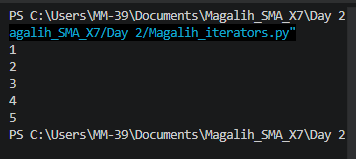 PS C:\Users\MM-39\Documents\Magalih_SMA_X7\Day 2
agalih_SMA_X7/Day 2/Magalih_iterators.py"
1
2
3
4
5
PS C:\Users\MM-39\Documents\Magalih_SMA_X7\Day 2